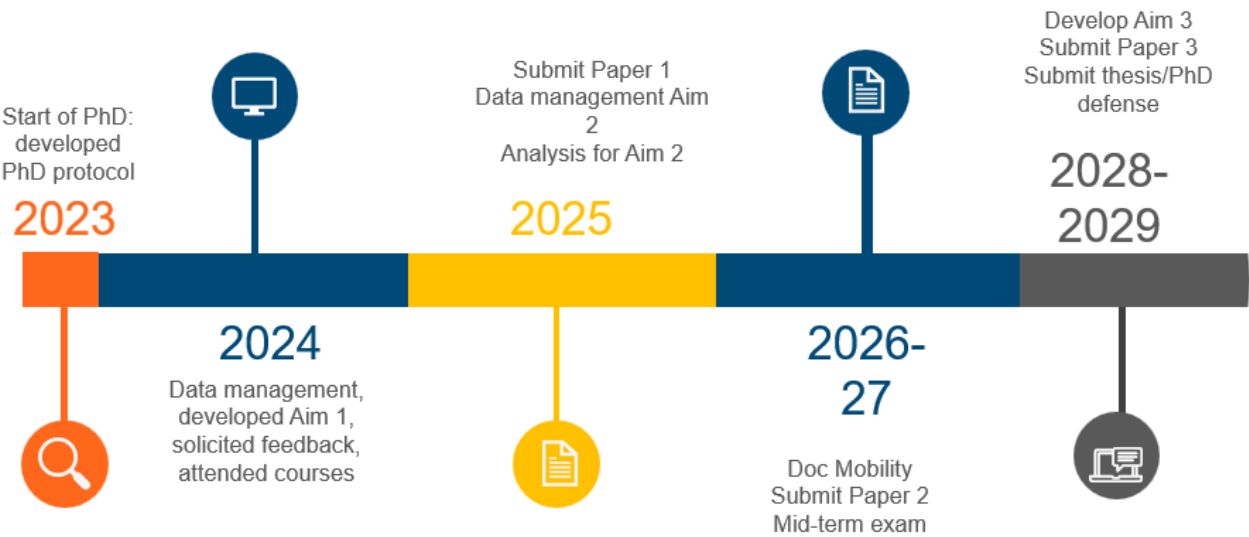 Start of PhD:
developed
PhD protocol
2023
2024
Data management,
developed Aim 1,
solicited feedback,
attended courses
Submit Paper 1
Data management Aim
2
Analysis for Aim 2
2025
2026-
27
Doc Mobility
Submit Paper 2
Mid-term exam
Develop Aim 3
Submit Paper 3
Submit thesis/PhD
defense
2028-
2029